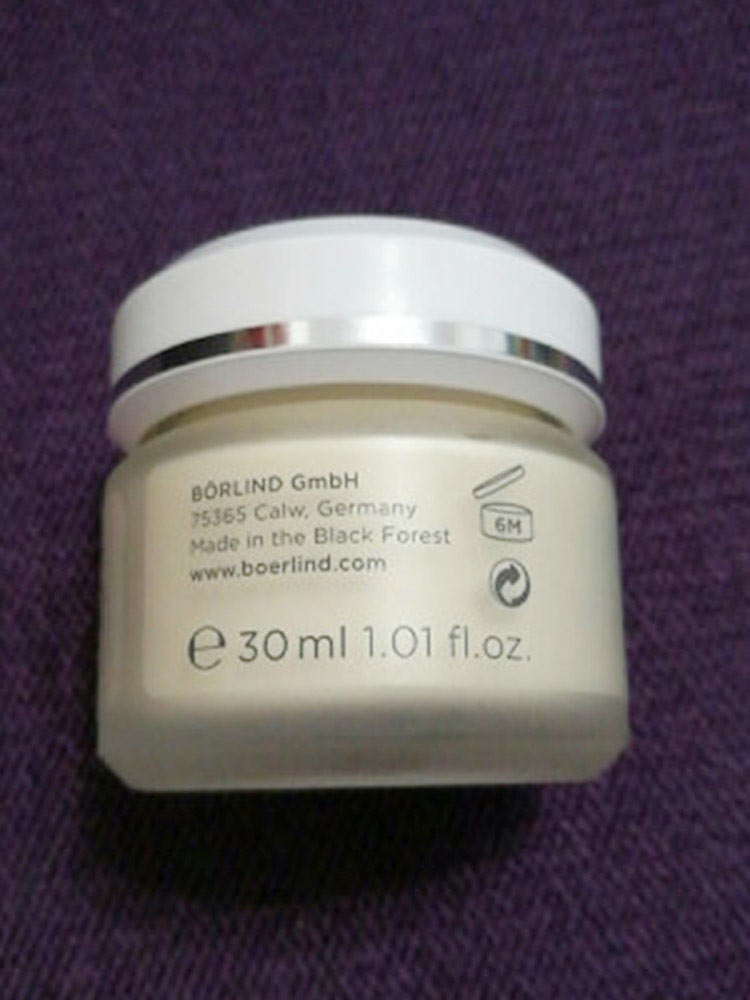 BÖRLIND GmbH
75365 Calw, Germany
Made in the Black Forest
www.boerlind.com
6M
e 30 ml 1.01 fl.oz.